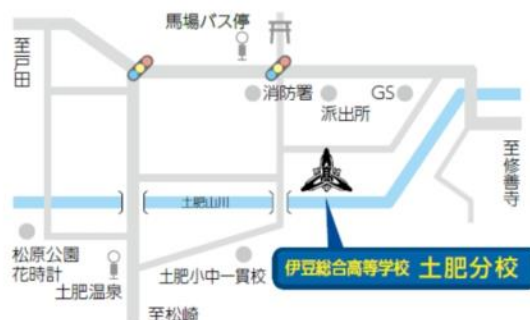 馬場バス停
至戸田
消防署
派出所
GS
至修善寺
土肥山川
松原公園
花時計
土肥温泉
土肥小中一貫校
伊豆総合高等学校 土肥分校
至松崎